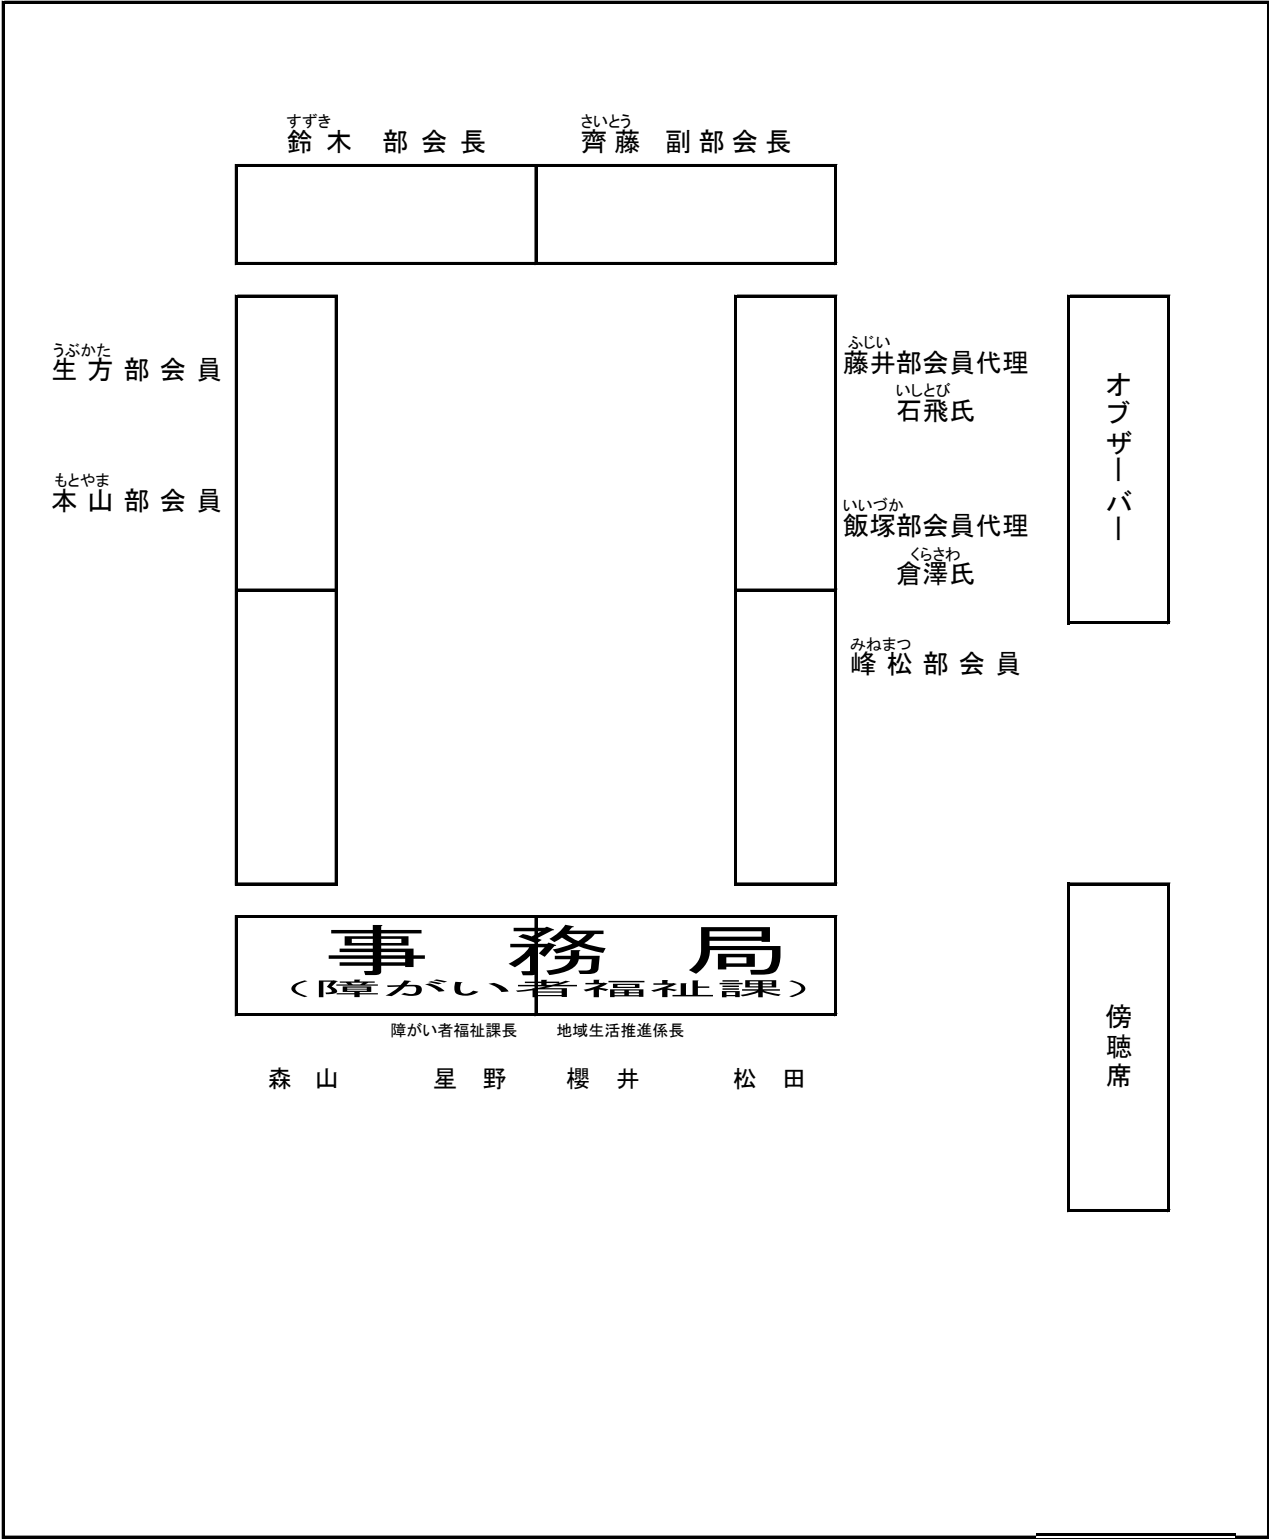 すずき さいとう
鈴木 部会長 齊藤 副部会長
うぶかた
生方部会員
もとやま
本山部会員
ふじい
藤井部会員代理
いしとび
石飛氏
いいづか
飯塚部会員代理
くらさわ
倉澤氏
みねまつ
峰松部会員
オブザーバー
事務局
(障がい者福祉課)
障がい者福祉課長 地域生活推進係長
森山 星野 櫻井 松田
傍聴席